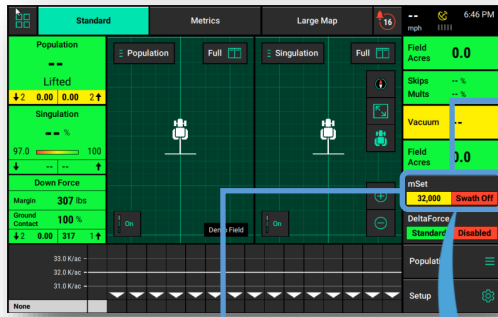 Standard
Metrics
Large Map
16
--
mph
6:46 PM
Population
--
Lifted
2 0.00 0.00 2
Singulation
-- %
97.0 100
-- --
Down Force
Margin 307 lbs
Ground Contact 100 %
2 0.00 317 1
Population
Full
Singulation
Full
On
Demo Field
On
33.0 K/ac
32.0 K/ac
31.0 K/ac
None
Field Acres 0.0
Skips -- %
Mults -- %
Vacuum --
Field Acres 0.0
mSet
32,000 Swath Off
DeltaForce
Standard Disabled
Setup